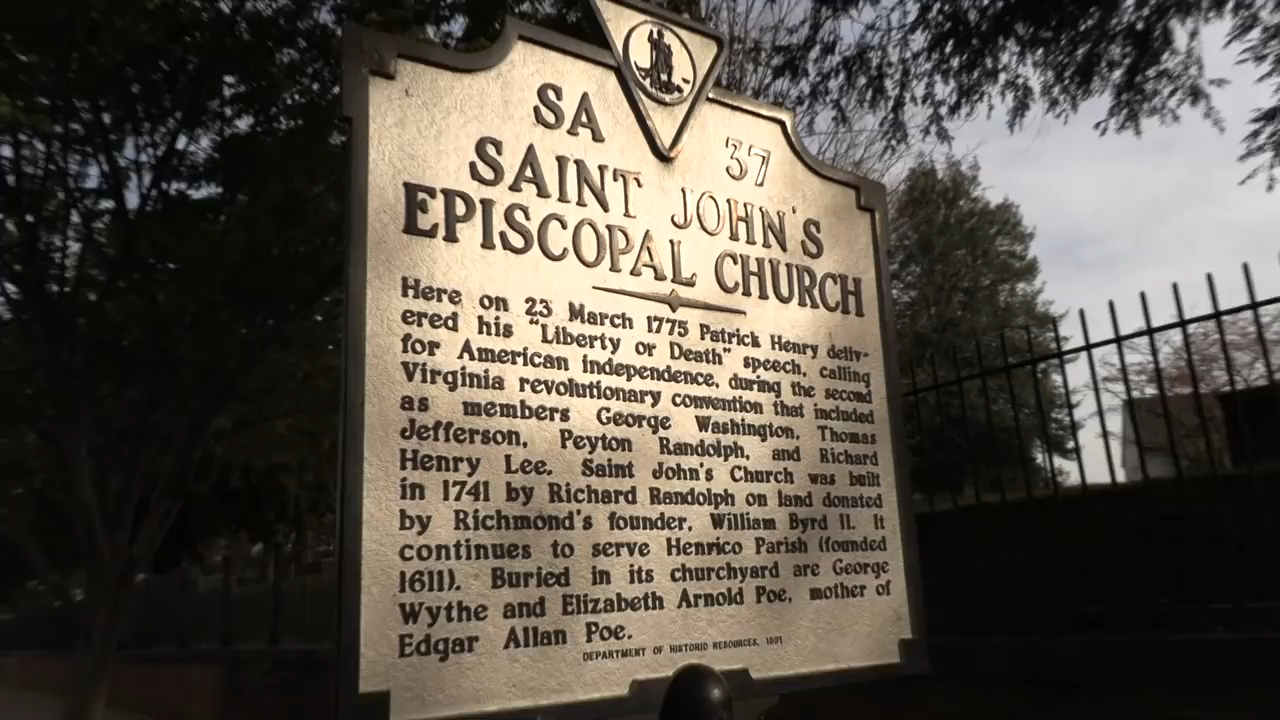 SA 37
SAINT JOHN'S
EPISCOPAL CHURCH
Here on 23 March 1775 Patrick Henry deliv-
ered his "Liberty or Death" speech, calling
for American independence, during the second
Virginia revolutionary convention that included
as members George Washington, Thomas
Jefferson, Peyton Randolph, and Richard
Henry Lee. Saint John's Church was built
in 1741 by Richard Randolph on land donated
by Richmond's founder, William Byrd II. It
continues to serve Henrico Parish (founded
1611). Buried in its churchyard are George
Wythe and Elizabeth Arnold Poe, mother of
Edgar Allan Poe.
DEPARTMENT OF HISTORIC RESOURCES, 1991